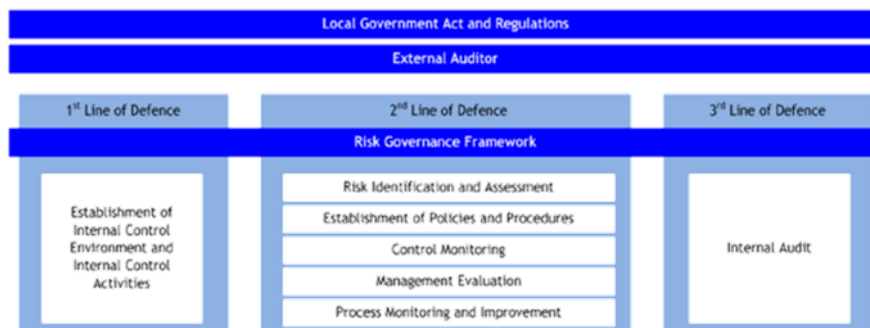 Local Government Act and Regulations
External Auditor
1st Line of Defence
2nd Line of Defence
3rd Line of Defence
Risk Governance Framework
Establishment of
Internal Control
Environment and
Internal Control
Activities
Risk Identification and Assessment
Establishment of Policies and Procedures
Control Monitoring
Management Evaluation
Process Monitoring and Improvement
Internal Audit